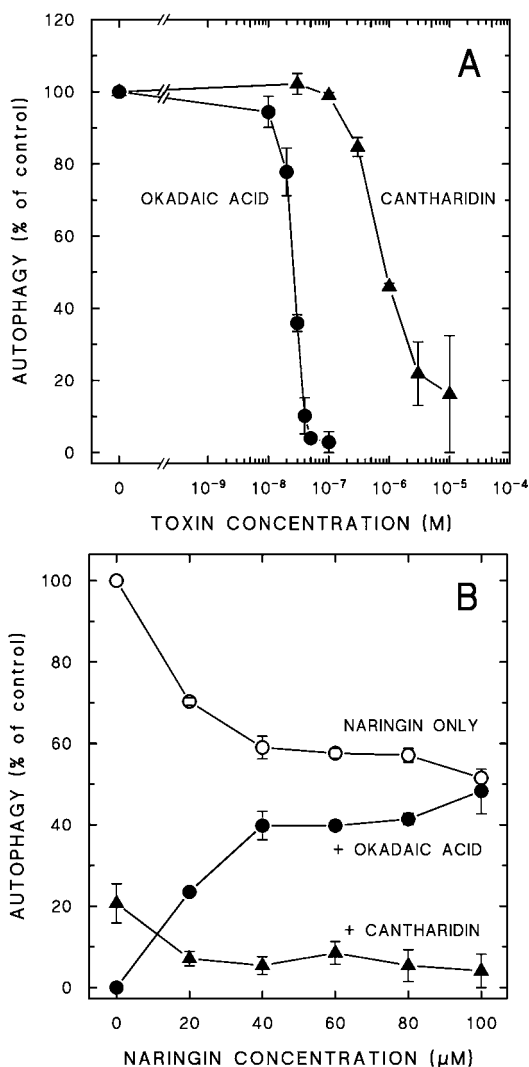 A
120
100
80
60
40
20
0
AUTOPHAGY (% of control)
OKADAIC ACID
CANTHARIDIN
0 10⁻⁹ 10⁻⁸ 10⁻⁷ 10⁻⁶ 10⁻⁵ 10⁻⁴
TOXIN CONCENTRATION (M)
B
100
80
60
40
20
0
AUTOPHAGY (% of control)
NARINGIN ONLY
+ OKADAIC ACID
+ CANTHARIDIN
0 20 40 60 80 100
NARINGIN CONCENTRATION (µM)